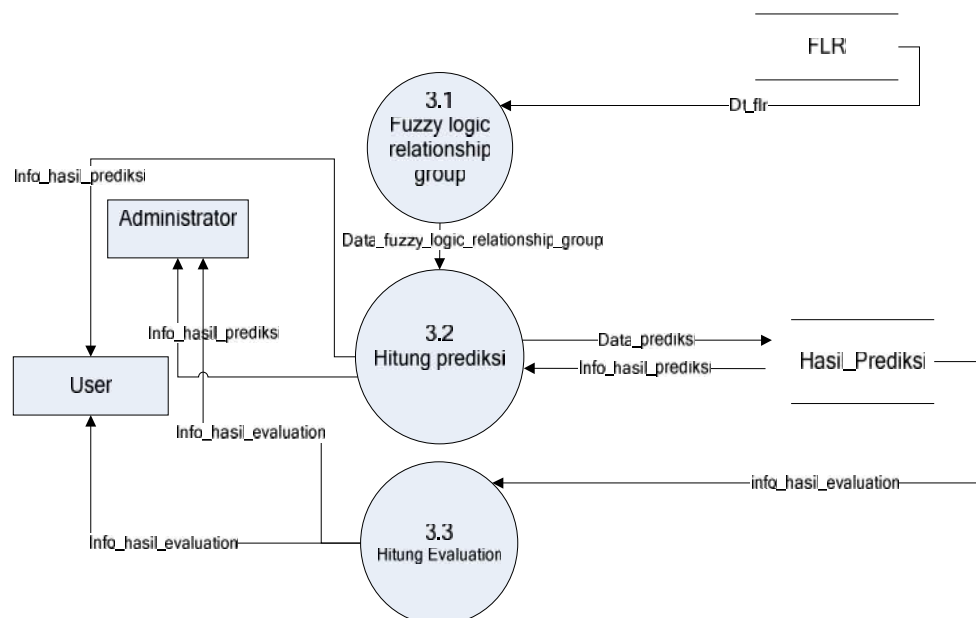 FLR
3.1
Fuzzy logic
relationship
group
Dt_flr
Info_hasil_prediksi
Administrator
Data_fuzzy_logic_relationship_group
3.2
Hitung prediksi
Info_hasil_prediksi
Data_prediksi
Info_hasil_prediksi
Hasil_Prediksi
User
Info_hasil_evaluation
info_hasil_evaluation
3.3
Hitung Evaluation
Info_hasil_evaluation